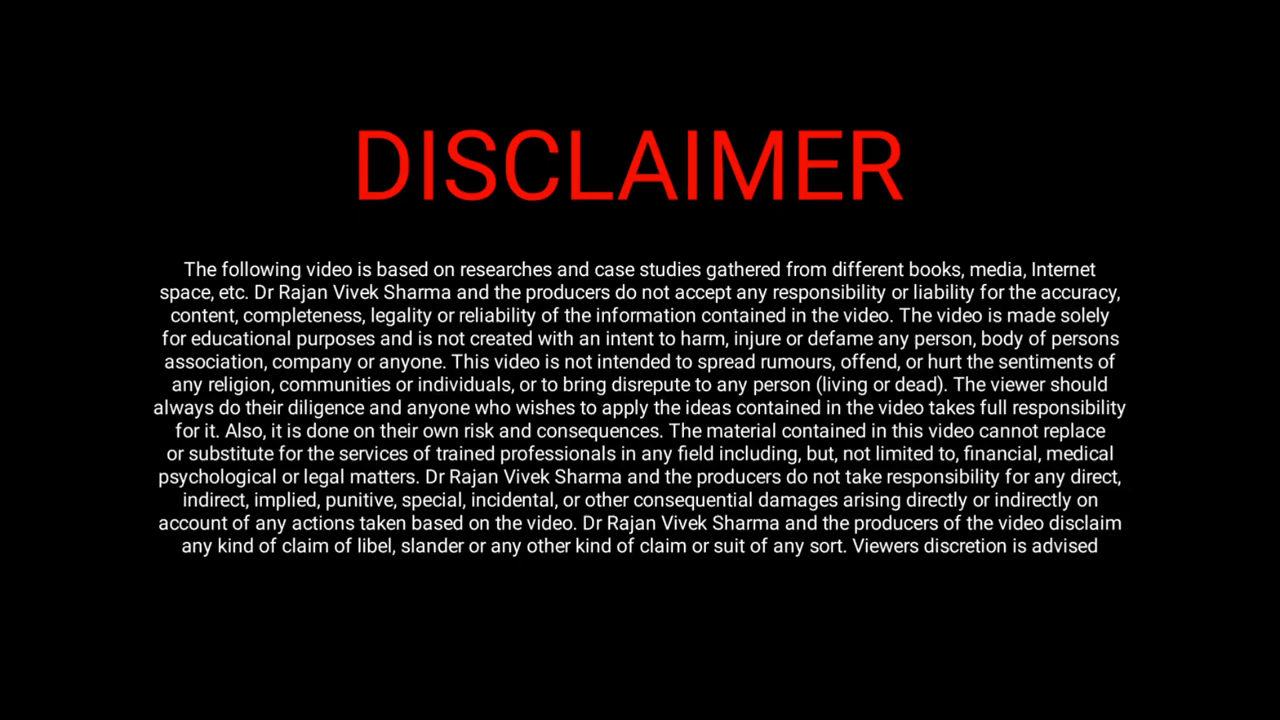 DISCLAIMER
The following video is based on researches and case studies gathered from different books, media, Internet
space, etc. Dr Rajan Vivek Sharma and the producers do not accept any responsibility or liability for the accuracy,
content, completeness, legality or reliability of the information contained in the video. The video is made solely
for educational purposes and is not created with an intent to harm, injure or defame any person, body of persons
association, company or anyone. This video is not intended to spread rumours, offend, or hurt the sentiments of
any religion, communities or individuals, or to bring disrepute to any person (living or dead). The viewer should
always do their diligence and anyone who wishes to apply the ideas contained in the video takes full responsibility
for it. Also, it is done on their own risk and consequences. The material contained in this video cannot replace
or substitute for the services of trained professionals in any field including, but, not limited to, financial, medical
psychological or legal matters. Dr Rajan Vivek Sharma and the producers do not take responsibility for any direct,
indirect, implied, punitive, special, incidental, or other consequential damages arising directly or indirectly on
account of any actions taken based on the video. Dr Rajan Vivek Sharma and the producers of the video disclaim
any kind of claim of libel, slander or any other kind of claim or suit of any sort. Viewers discretion is advised